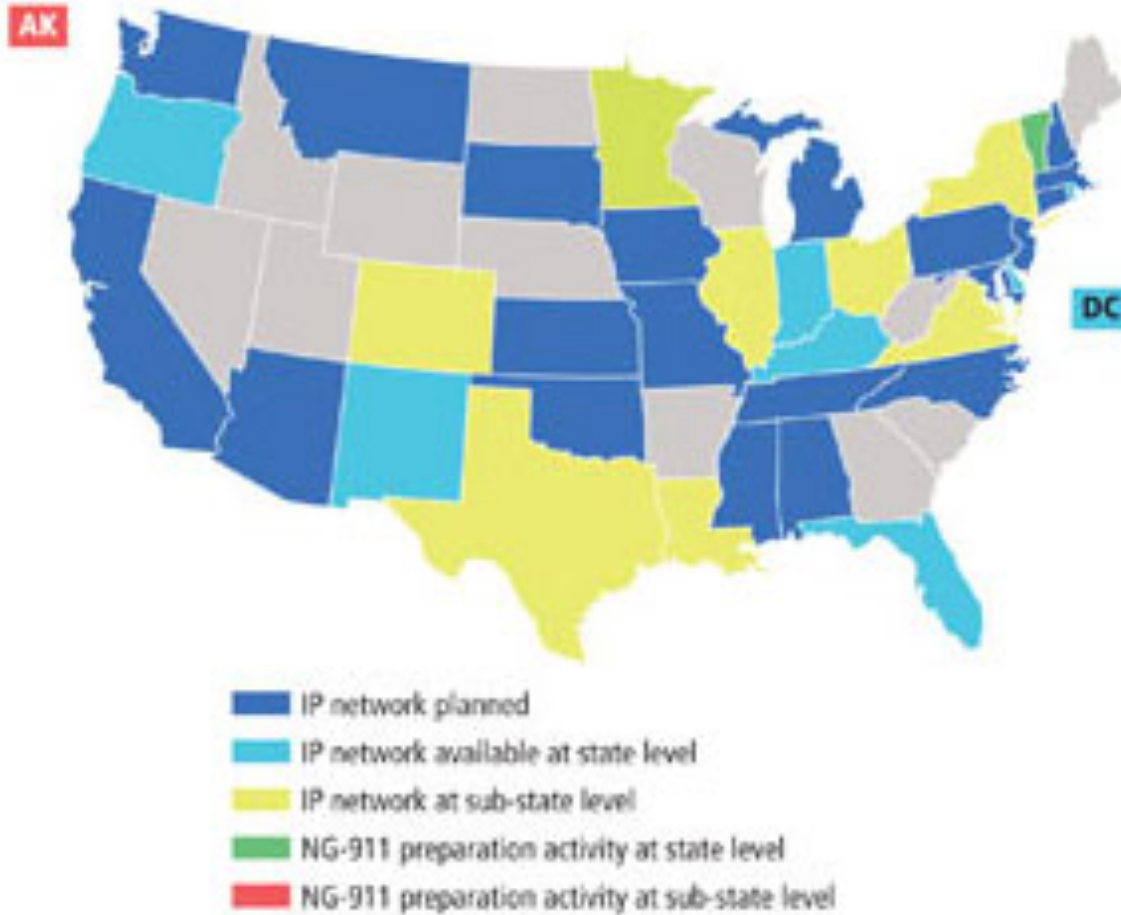 AK
DC
IP network planned
IP network available at state level
IP network at sub-state level
NG-911 preparation activity at state level
NG-911 preparation activity at sub-state level